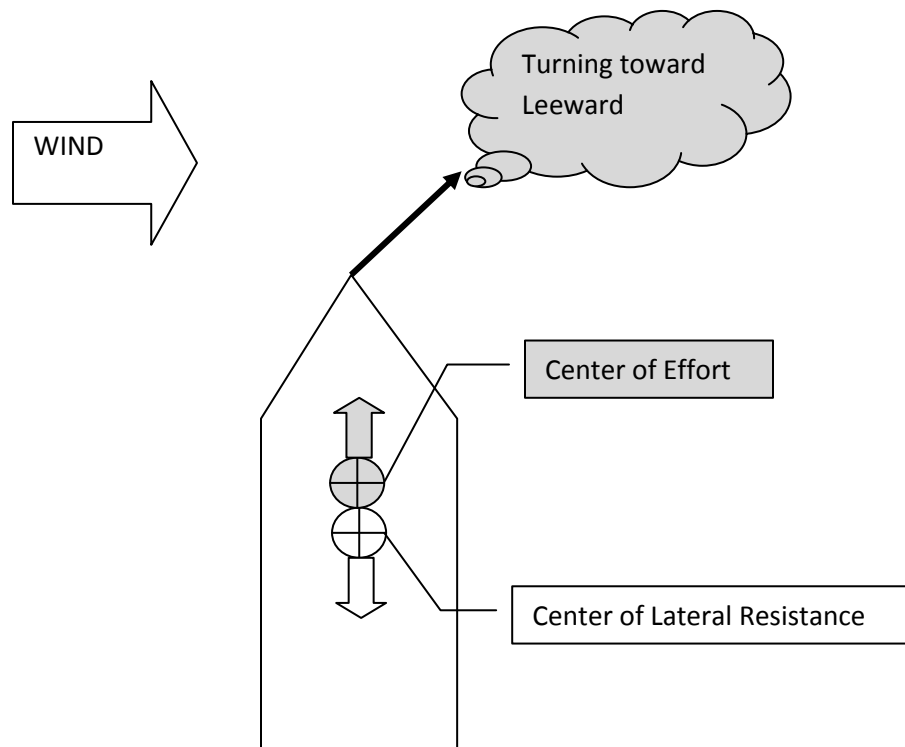 Turning toward
Leeward
WIND
Center of Effort
Center of Lateral Resistance